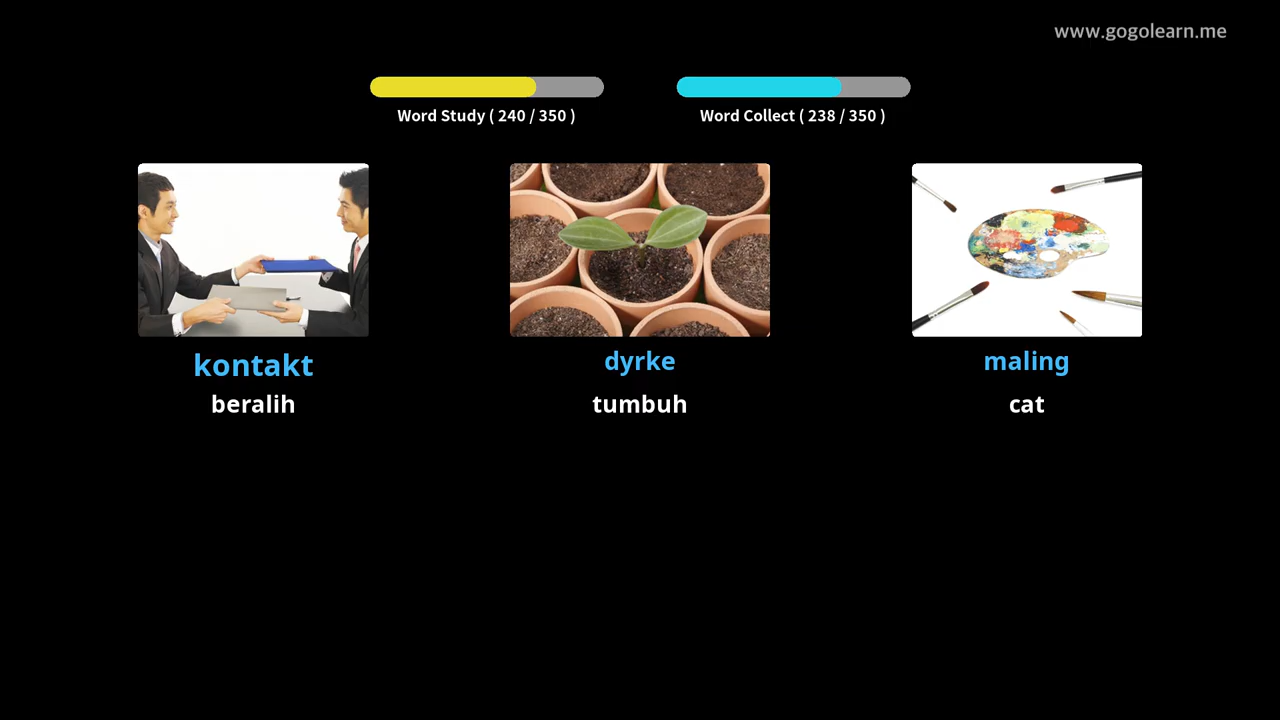 www.gogolearn.me
Word Study ( 240 / 350 )
Word Collect ( 238 / 350 )
kontakt
beralih
dyrke
tumbuh
maling
cat